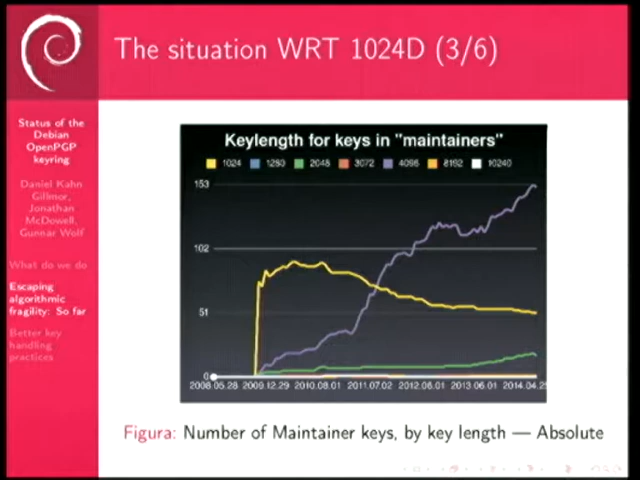 The situation WRT 1024D (3/6)
Status of the
Debian
OpenPGP
keyring
Daniel Kahn
Gillmor,
Jonathan
McDowell,
Gunnar Wolf
What do we do
Escaping
algorithmic
fragility: So far
Better key
handling
practices
Keylength for keys in "maintainers"
1024 1280 2048 3072 4096 8192 10240
153
102
51
0
2008.05.28 2009.12.29 2010.08.01 2011.07.02 2012.08.01 2013.06.01 2014.04.25
Figura: Number of Maintainer keys, by key length — Absolute